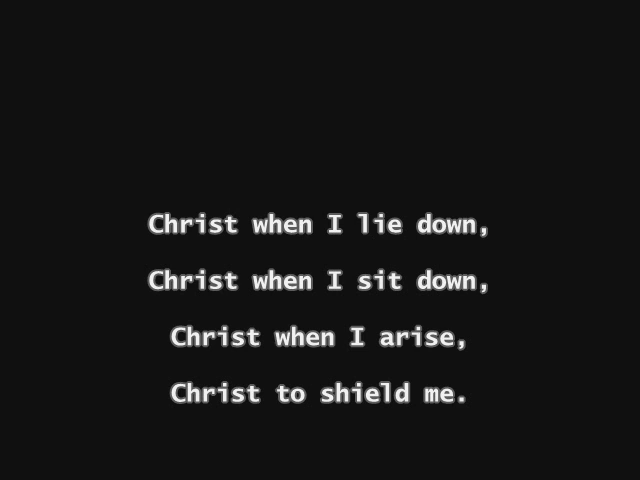 Christ when I lie down,
Christ when I sit down,
Christ when I arise,
Christ to shield me.